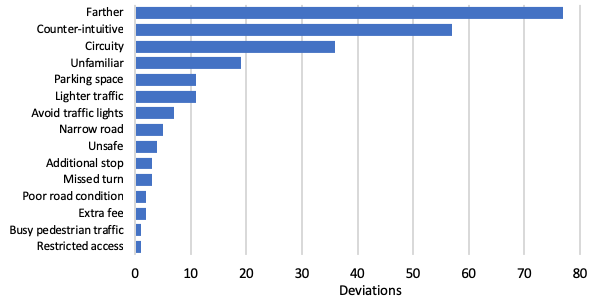 Farther
Counter-intuitive
Circuity
Unfamiliar
Parking space
Lighter traffic
Avoid traffic lights
Narrow road
Unsafe
Additional stop
Missed turn
Poor road condition
Extra fee
Busy pedestrian traffic
Restricted access
0 10 20 30 40 50 60 70 80
Deviations